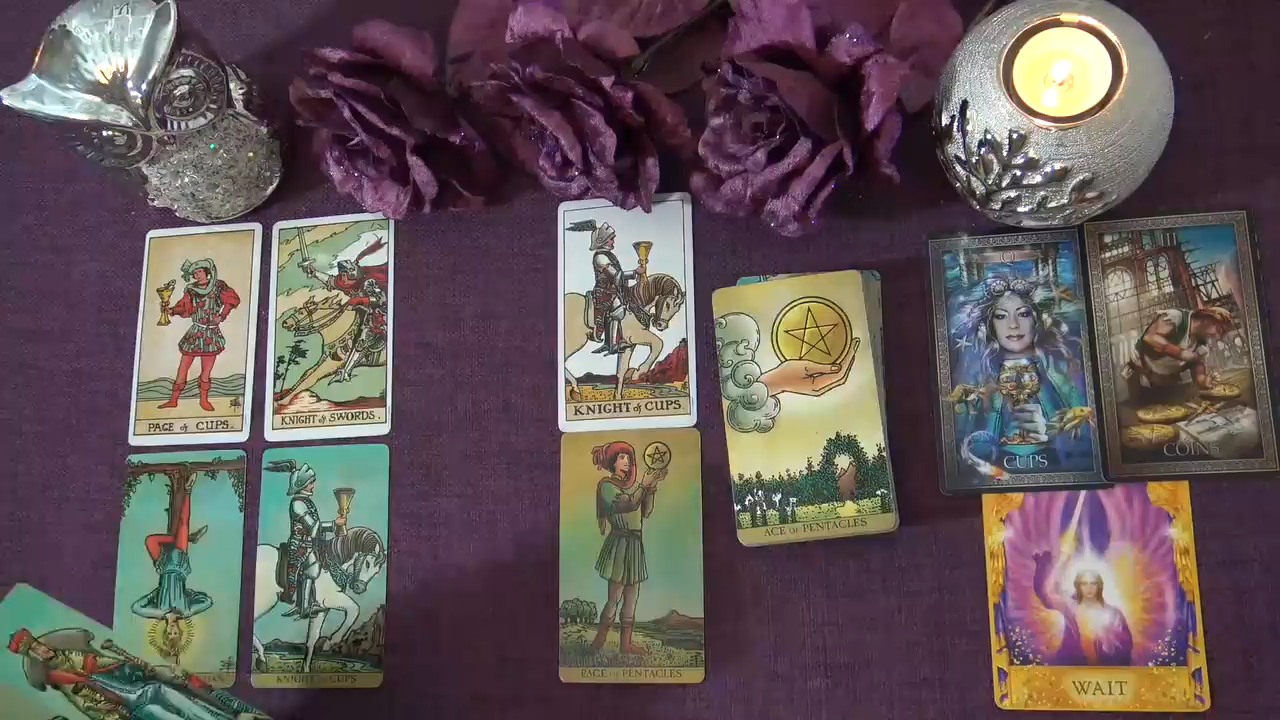 PAGE of CUPS.
KNIGHT of SWORDS.
KNIGHT of CUPS.
ACE OF PENTACLES
Q
CUPS
COINS
KNIGHT OF CUPS
PAGE OF PENTACLES
WAIT